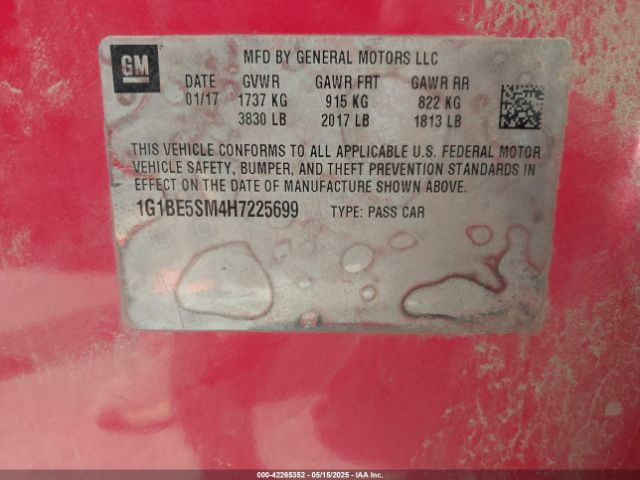 GM
MFD BY GENERAL MOTORS LLC
DATE GVWR GAWR FRT GAWR RR
01/17 1737 KG 915 KG 822 KG
3830 LB 2017 LB 1813 LB
THIS VEHICLE CONFORMS TO ALL APPLICABLE U.S. FEDERAL MOTOR
VEHICLE SAFETY, BUMPER, AND THEFT PREVENTION STANDARDS IN
EFFECT ON THE DATE OF MANUFACTURE SHOWN ABOVE.
1G1BE5SM4H7225699 TYPE: PASS CAR
000-42265352 - 05/15/2025 - IAAI.COM